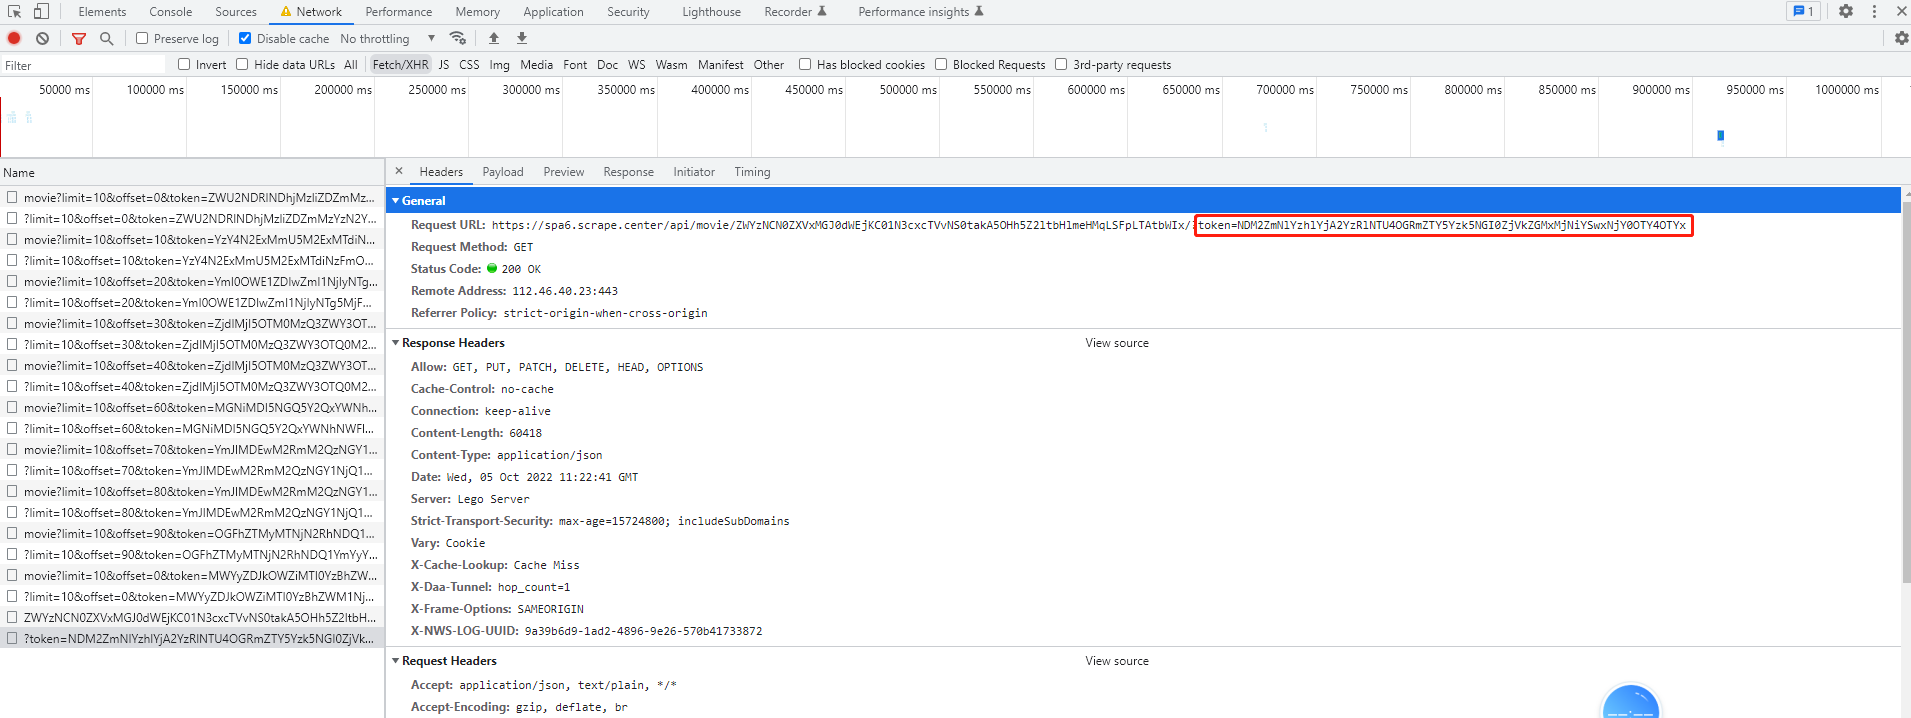 Elements Console Sources Network Performance Memory Application Security Lighthouse Recorder Performance insights 1
Preserve log Disable cache No throttling
Filter Invert Hide data URLs All Fetch/XHR JS CSS Img Media Font Doc WS Wasm Manifest Other Has blocked cookies Blocked Requests 3rd-party requests
50000 ms 100000 ms 150000 ms 200000 ms 250000 ms 300000 ms 350000 ms 400000 ms 450000 ms 500000 ms 550000 ms 600000 ms 650000 ms 700000 ms 750000 ms 800000 ms 850000 ms 900000 ms 950000 ms 1000000 ms
Name
movie?limit=10&offset=0&token=ZWU2NDRlNDhjMzliZDZmMz...
?limit=10&offset=0&token=ZWU2NDRlNDhjMzliZDZmMzYzN2Y...
movie?limit=10&offset=10&token=YzY4N2ExMmU5M2ExMTdiN...
?limit=10&offset=10&token=YzY4N2ExMmU5M2ExMTdiNzFmO...
movie?limit=10&offset=20&token=YmI0OWE1ZDIwZmI1NjIyNTg...
?limit=10&offset=20&token=YmI0OWE1ZDIwZmI1NjIyNTg5MjF...
movie?limit=10&offset=30&token=ZjdlMjI5OTM0MzQ3ZWY3OT...
?limit=10&offset=30&token=ZjdlMjI5OTM0MzQ3ZWY3OTQ0M2...
movie?limit=10&offset=40&token=ZjdlMjI5OTM0MzQ3ZWY3OT...
?limit=10&offset=40&token=ZjdlMjI5OTM0MzQ3ZWY3OTQ0M2...
movie?limit=10&offset=60&token=MGNiMDI5NGQ5Y2QxYWNh...
?limit=10&offset=60&token=MGNiMDI5NGQ5Y2QxYWNhNWFl...
movie?limit=10&offset=70&token=YmJlMDEwM2RmM2QzNGY1...
?limit=10&offset=70&token=YmJlMDEwM2RmM2QzNGY1NjQ1...
movie?limit=10&offset=80&token=YmJlMDEwM2RmM2QzNGY1...
?limit=10&offset=80&token=YmJlMDEwM2RmM2QzNGY1NjQ1...
movie?limit=10&offset=90&token=OGFhZTMyMTNjN2RhNDQ1...
?limit=10&offset=90&token=OGFhZTMyMTNjN2RhNDQ1YmYyY...
movie?limit=10&offset=0&token=MWYyZDJkOWZiMTI0YzBhZW...
?limit=10&offset=0&token=MWYyZDJkOWZiMTI0YzBhZWM1Nj...
ZWYzNCN0ZXVxMGJ0dWEjKC01N3cxcTVvNS0takA5OHh5Z2ltbH...
?token=NDM2ZmNlYzhlYjA2YzRlNTU4OGRmZTY5Yzk5NGI0ZjVk...
Headers Payload Preview Response Initiator Timing
General
Request URL: https://spa6.scrape.center/api/movie/ZWYzNCN0ZXVxMGJ0dWEjKC01N3cxcTVvNS0takA5OHh5Z2ltbHlmeHMqLSFpLTAtbWIx/?token=NDM2ZmNlYzhlYjA2YzRlNTU4OGRmZTY5Yzk5NGI0ZjVkZGMxMjNiYSwxNjY0OTY4OTYx
Request Method: GET
Status Code: 200 OK
Remote Address: 112.46.40.23:443
Referrer Policy: strict-origin-when-cross-origin
Response Headers View source
Allow: GET, PUT, PATCH, DELETE, HEAD, OPTIONS
Cache-Control: no-cache
Connection: keep-alive
Content-Length: 60418
Content-Type: application/json
Date: Wed, 05 Oct 2022 11:22:41 GMT
Server: Lego Server
Strict-Transport-Security: max-age=15724800; includeSubDomains
Vary: Cookie
X-Cache-Lookup: Cache Miss
X-Daa-Tunnel: hop_count=1
X-Frame-Options: SAMEORIGIN
X-NWS-LOG-UUID: 9a39b6d9-1ad2-4896-9e26-570b41733872
Request Headers View source
Accept: application/json, text/plain, */*
Accept-Encoding: gzip, deflate, br